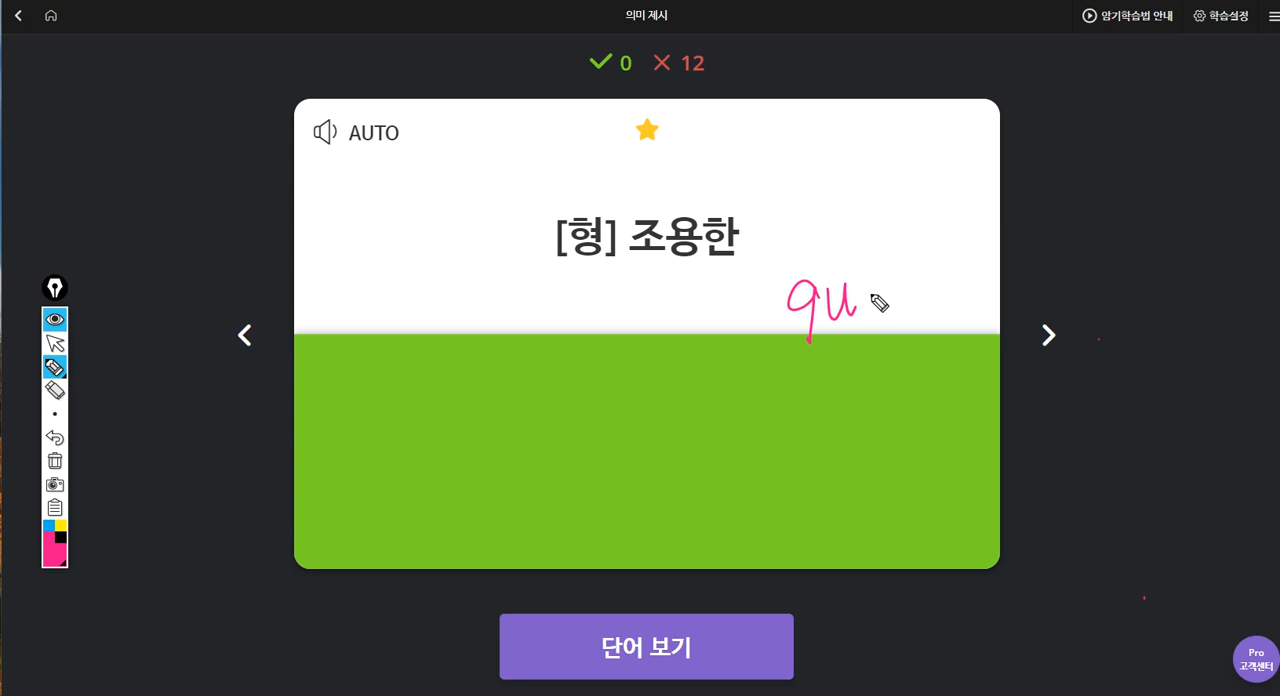 의미 제시
암기학습법 안내
학습설정
0
12
AUTO
[형] 조용한
qu
단어 보기
Pro
고객센터